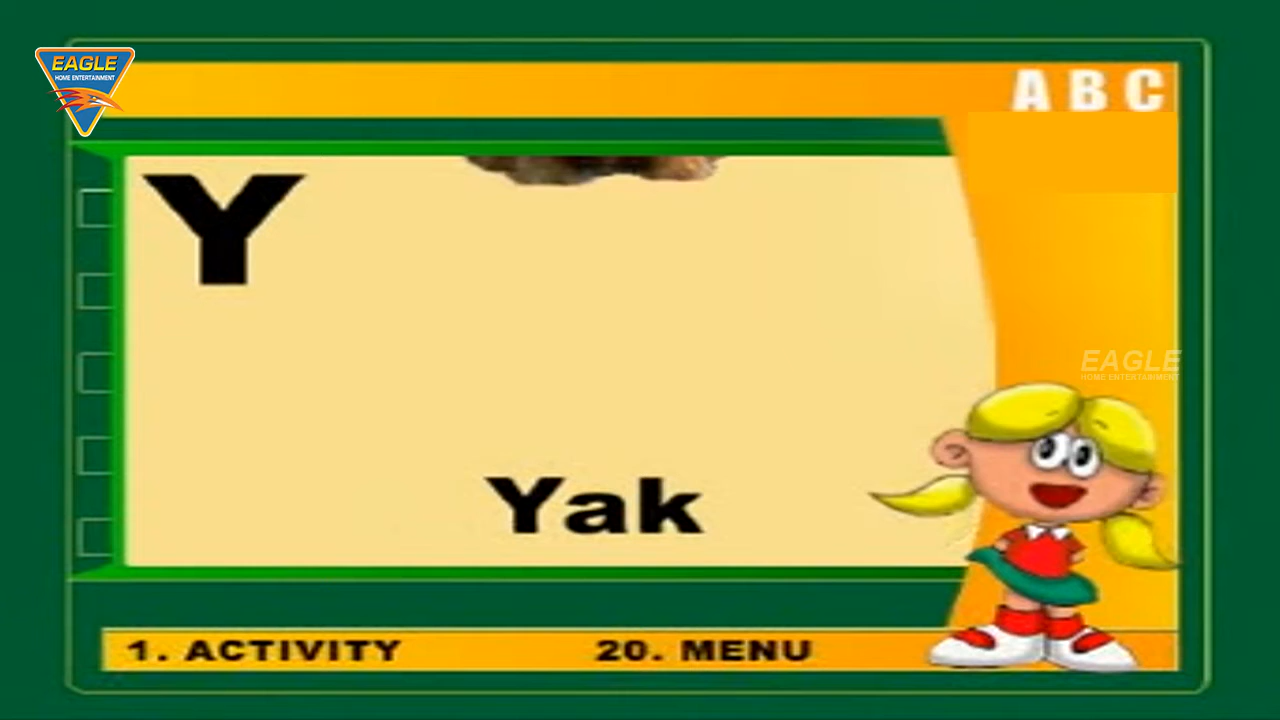 EAGLE
HOME ENTERTAINMENT
A B C
Y
EAGLE
HOME ENTERTAINMENT
Yak
1. ACTIVITY
20. MENU